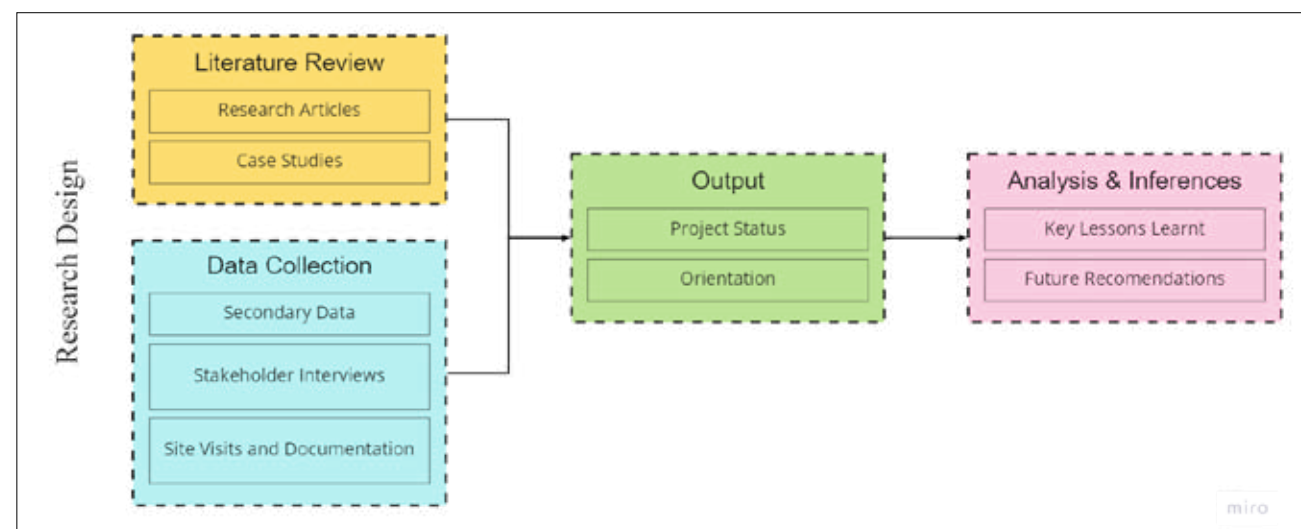 Research Design
Literature Review
Research Articles
Case Studies
Data Collection
Secondary Data
Stakeholder Interviews
Site Visits and Documentation
Output
Project Status
Orientation
Analysis & Inferences
Key Lessons Learnt
Future Recomendations
miro